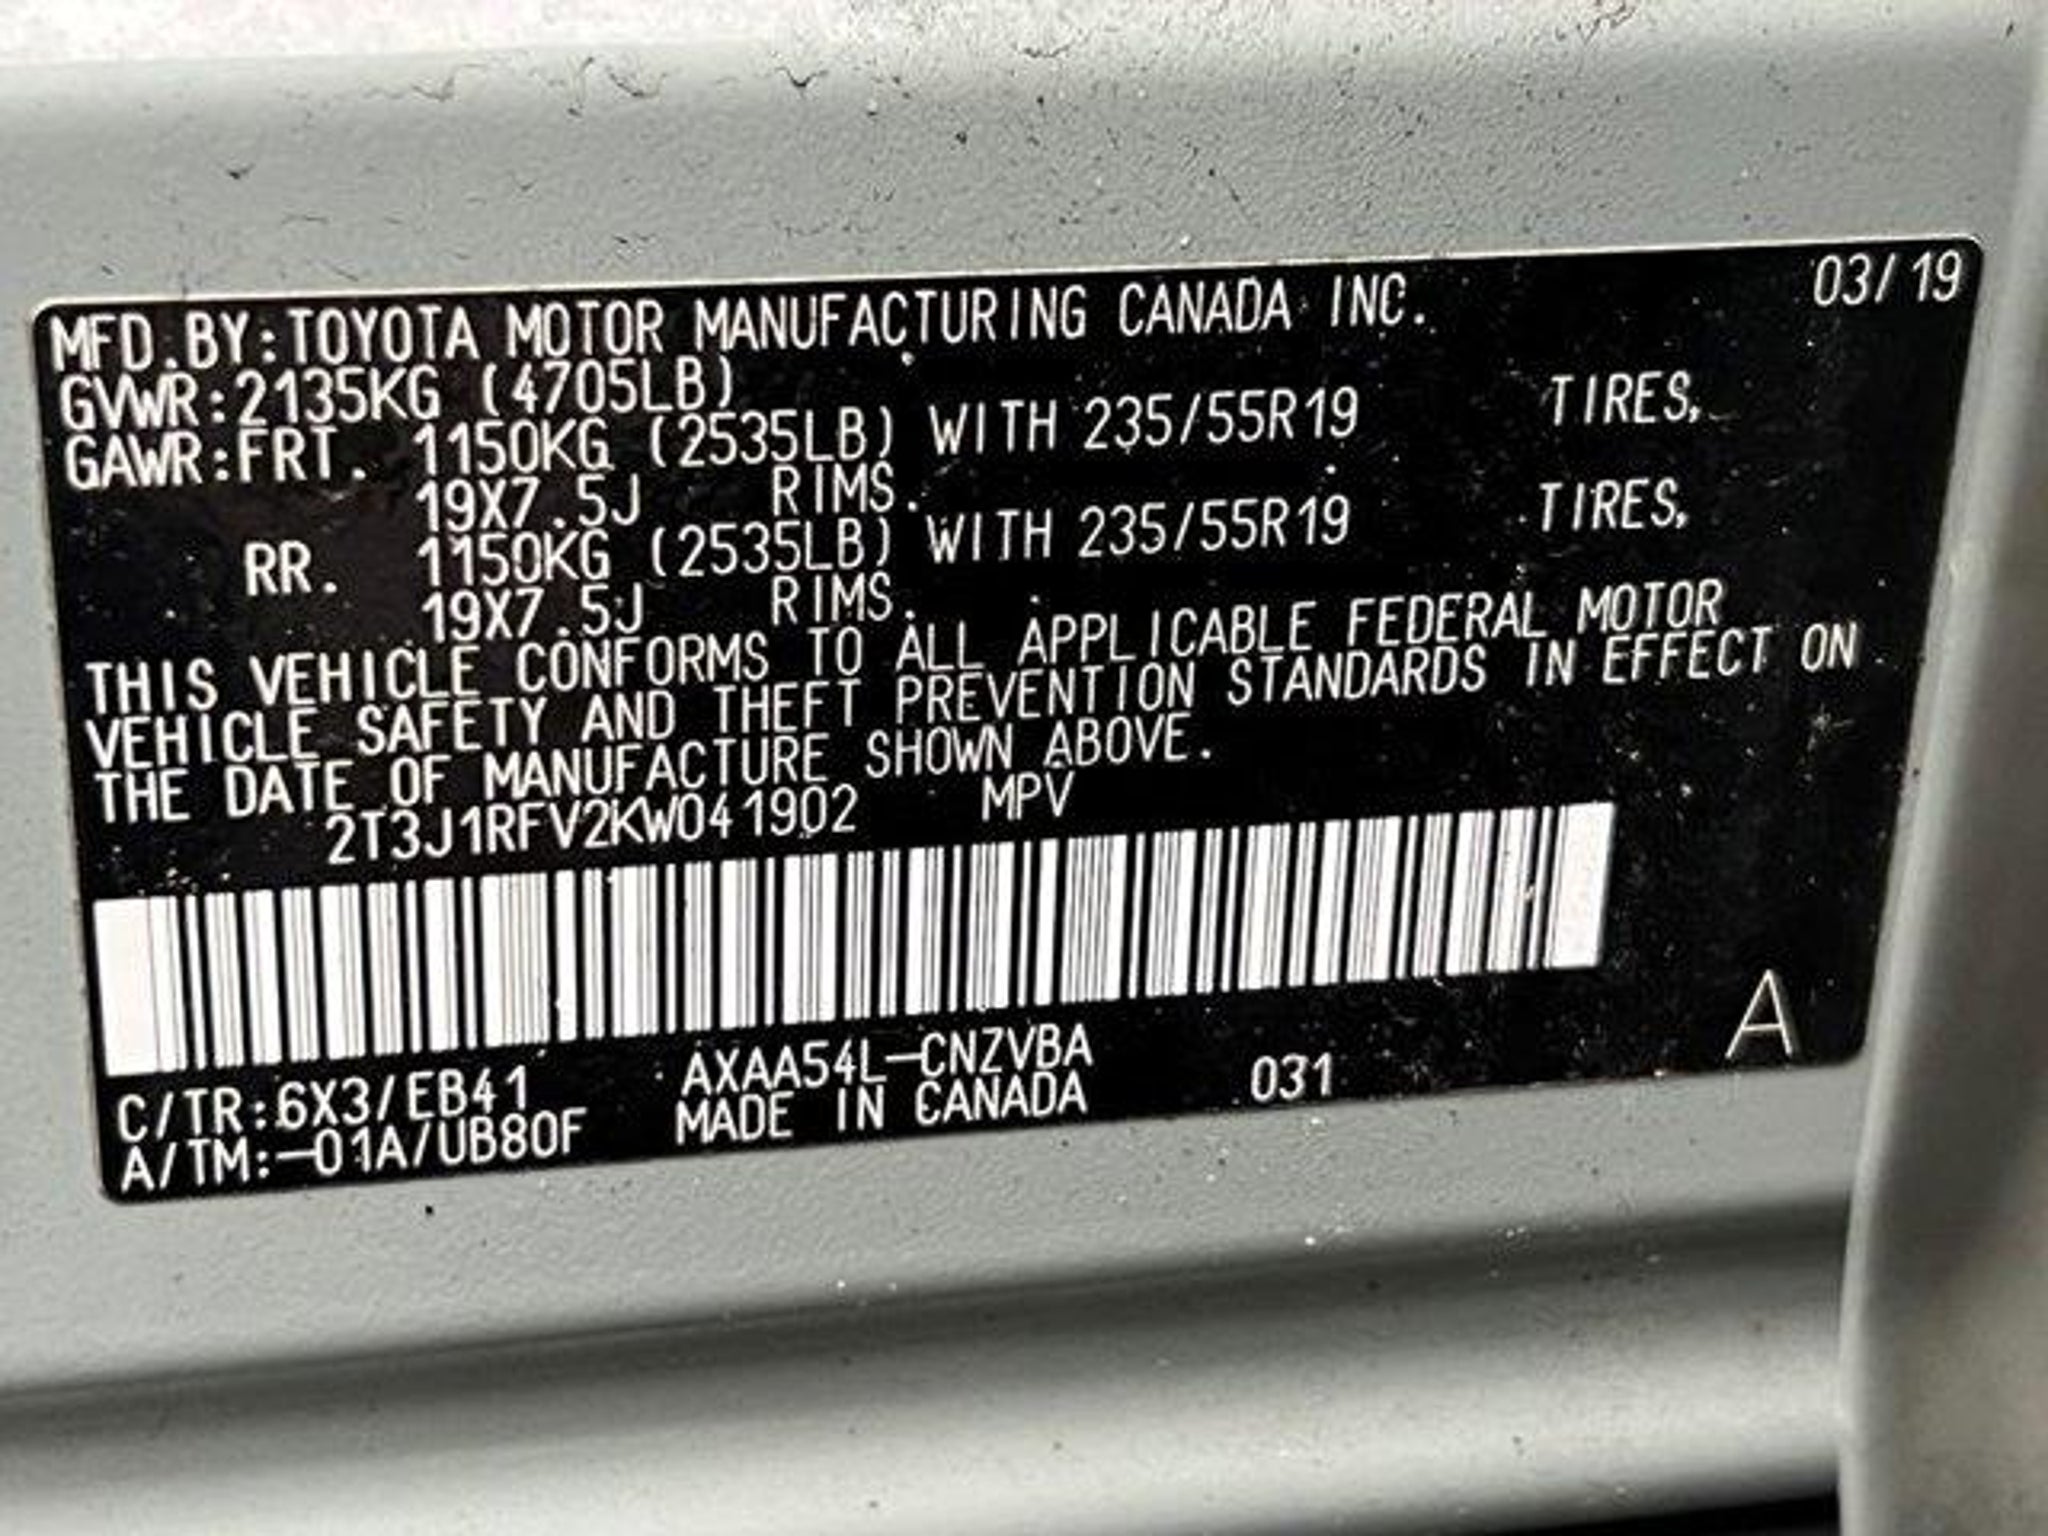 MFD.BY:TOYOTA MOTOR MANUFACTURING CANADA INC. 03/19
GVWR:2135KG (4705LB)
GAWR:FRT. 1150KG (2535LB) WITH 235/55R19 TIRES,
19X7.5J RIMS.
RR. 1150KG (2535LB) WITH 235/55R19 TIRES,
19X7.5J RIMS.
THIS VEHICLE CONFORMS TO ALL APPLICABLE FEDERAL MOTOR
VEHICLE SAFETY AND THEFT PREVENTION STANDARDS IN EFFECT ON
THE DATE OF MANUFACTURE SHOWN ABOVE.
2T3J1RFV2KW041902 MPV
C/TR:6X3/EB41 AXAA54L-CNZVBA
A/TM:-01A/UB80F MADE IN CANADA 031 A